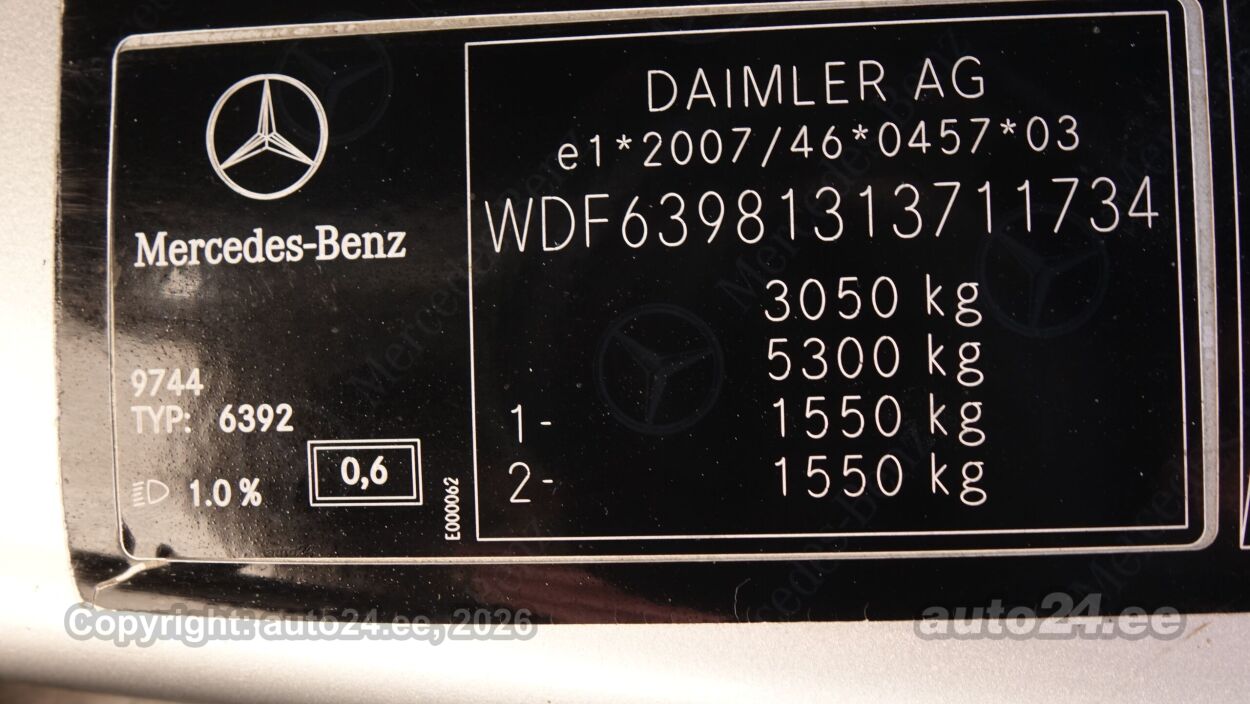 Mercedes-Benz
9744
TYP: 6392
1.0%
0,6
E000062
DAIMLER AG
e1*2007/46*0457*03
WDF63981313711734
3050 kg
5300 kg
1- 1550 kg
2- 1550 kg
Copyright: auto24.ee, 2026
auto24.ee